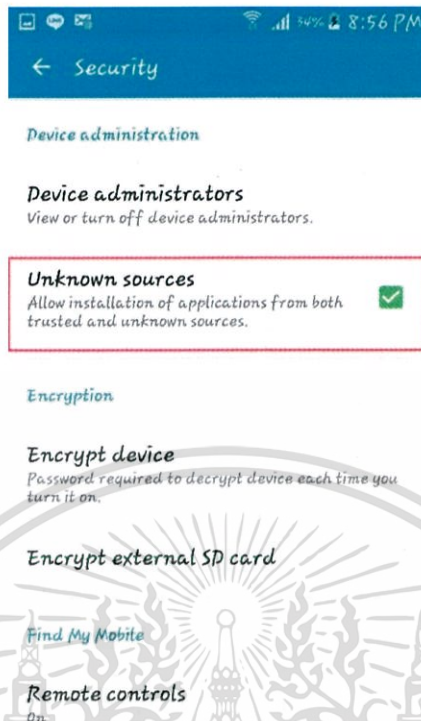 54% 8:56 PM
← Security
Device administration
Device administrators
View or turn off device administrators.
Unknown sources
Allow installation of applications from both
trusted and unknown sources.
Encryption
Encrypt device
Password required to decrypt device each time you
turn it on.
Encrypt external SD card
Find My Mobile
Remote controls
On